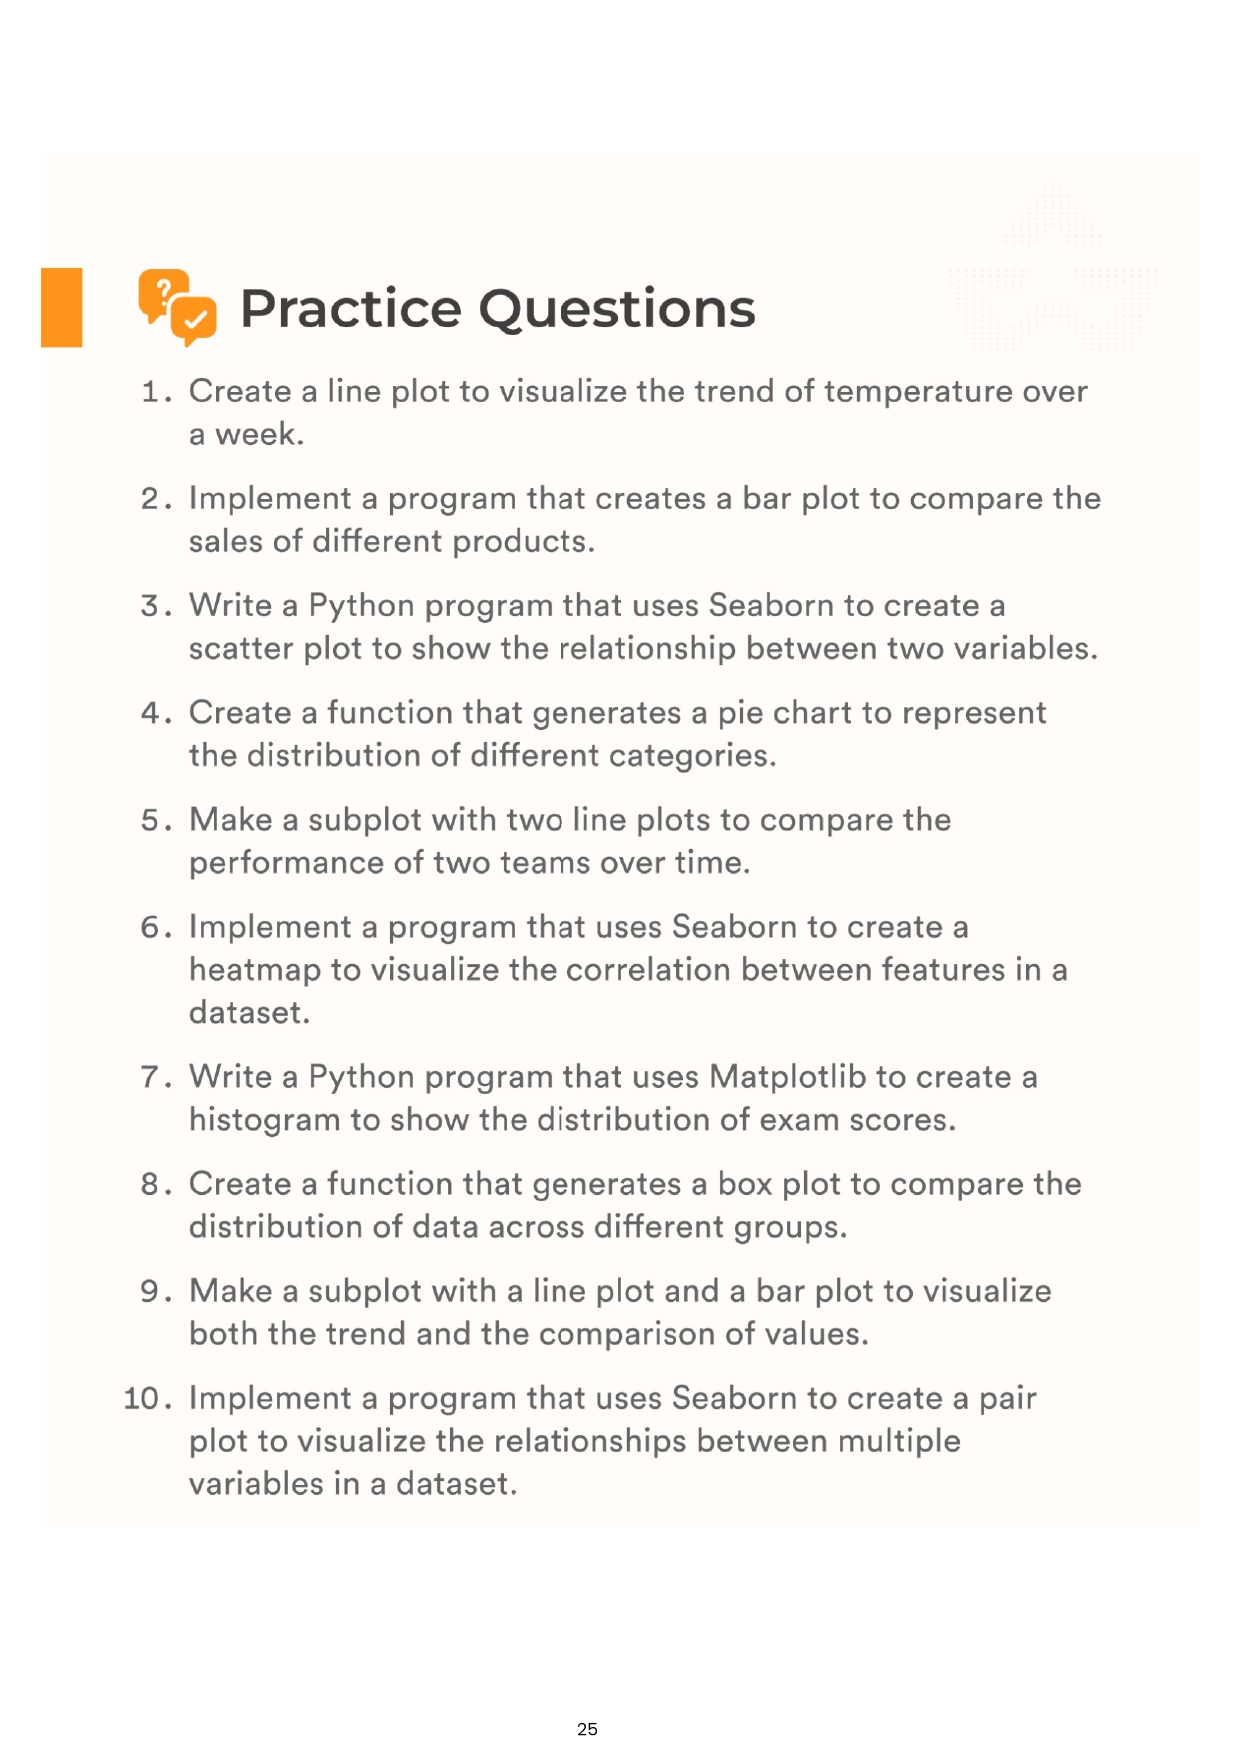 Practice Questions
1. Create a line plot to visualize the trend of temperature over
a week.
2. Implement a program that creates a bar plot to compare the
sales of different products.
3. Write a Python program that uses Seaborn to create a
scatter plot to show the relationship between two variables.
4. Create a function that generates a pie chart to represent
the distribution of different categories.
5. Make a subplot with two line plots to compare the
performance of two teams over time.
6. Implement a program that uses Seaborn to create a
heatmap to visualize the correlation between features in a
dataset.
7. Write a Python program that uses Matplotlib to create a
histogram to show the distribution of exam scores.
8. Create a function that generates a box plot to compare the
distribution of data across different groups.
9. Make a subplot with a line plot and a bar plot to visualize
both the trend and the comparison of values.
10. Implement a program that uses Seaborn to create a pair
plot to visualize the relationships between multiple
variables in a dataset.
25